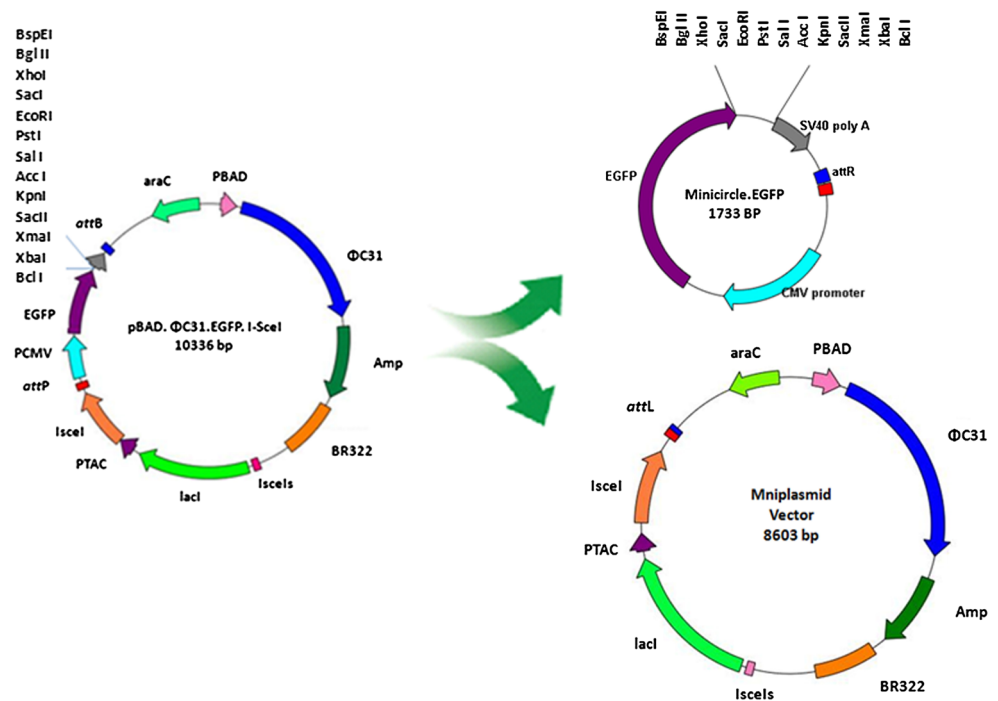 BspEI
Bgl II
XhoI
SacI
EcoRI
PstI
Sal I
Acc I
KpnI
SacII
XmaI
XbaI
Bcl I
attB
araC
PBAD
ΦC31
Amp
BR322
IsceIs
lacI
PTAC
IsceI
attP
PCMV
EGFP
pBAD. ΦC31.EGFP. I-SceI
10336 bp
BspEI
Bgl II
XhoI
SacI
EcoRI
PstI
Sal I
Acc I
KpnI
SacII
XmaI
XbaI
Bcl I
SV40 poly A
attR
CMV promoter
EGFP
Minicircle.EGFP
1733 BP
araC
PBAD
ΦC31
Amp
BR322
IsceIs
lacI
PTAC
IsceI
attL
Mniplasmid
Vector
8603 bp